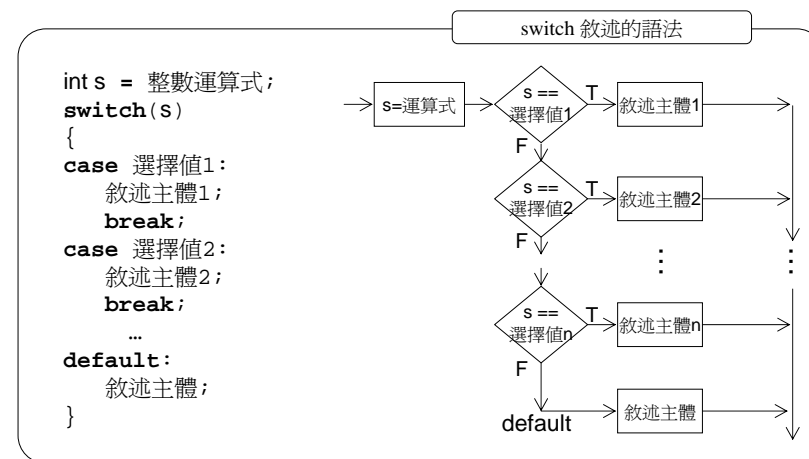 switch 敘述的語法
int s = 整數運算式;
switch(s)
{
case 選擇值1:
敘述主體1;
break;
case 選擇值2:
敘述主體2;
break;
…
default:
敘述主體;
}
s=運算式
s ==
選擇值1
T
敘述主體1
F
s ==
選擇值2
T
敘述主體2
F
⋮
⋮
s ==
選擇值n
T
敘述主體n
F
default
敘述主體